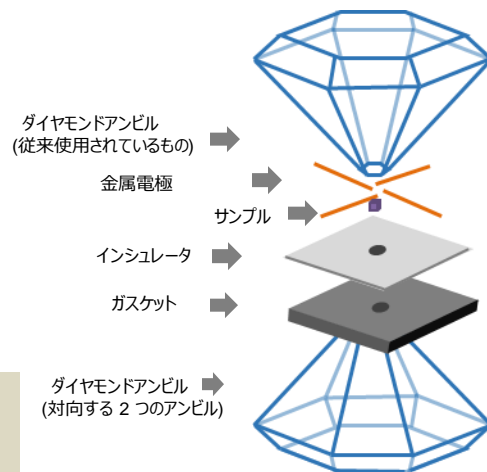 ダイヤモンドアンビル
(従来使用されているもの)
金属電極
サンプル
インシュレータ
ガスケット
ダイヤモンドアンビル
(対向する 2 つのアンビル)